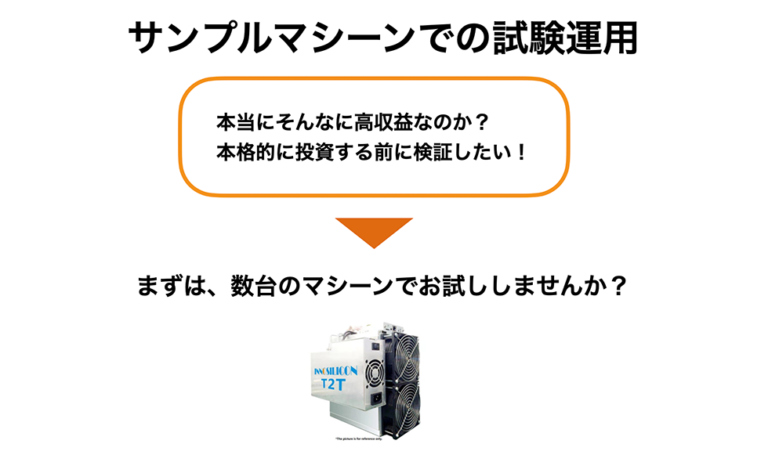 サンプルマシーンでの試験運用
本当にそんなに高収益なのか？
本格的に投資する前に検証したい！
まずは、数台のマシーンでお試ししませんか？
INNOSILICON
T2T
*The picture is for reference only.